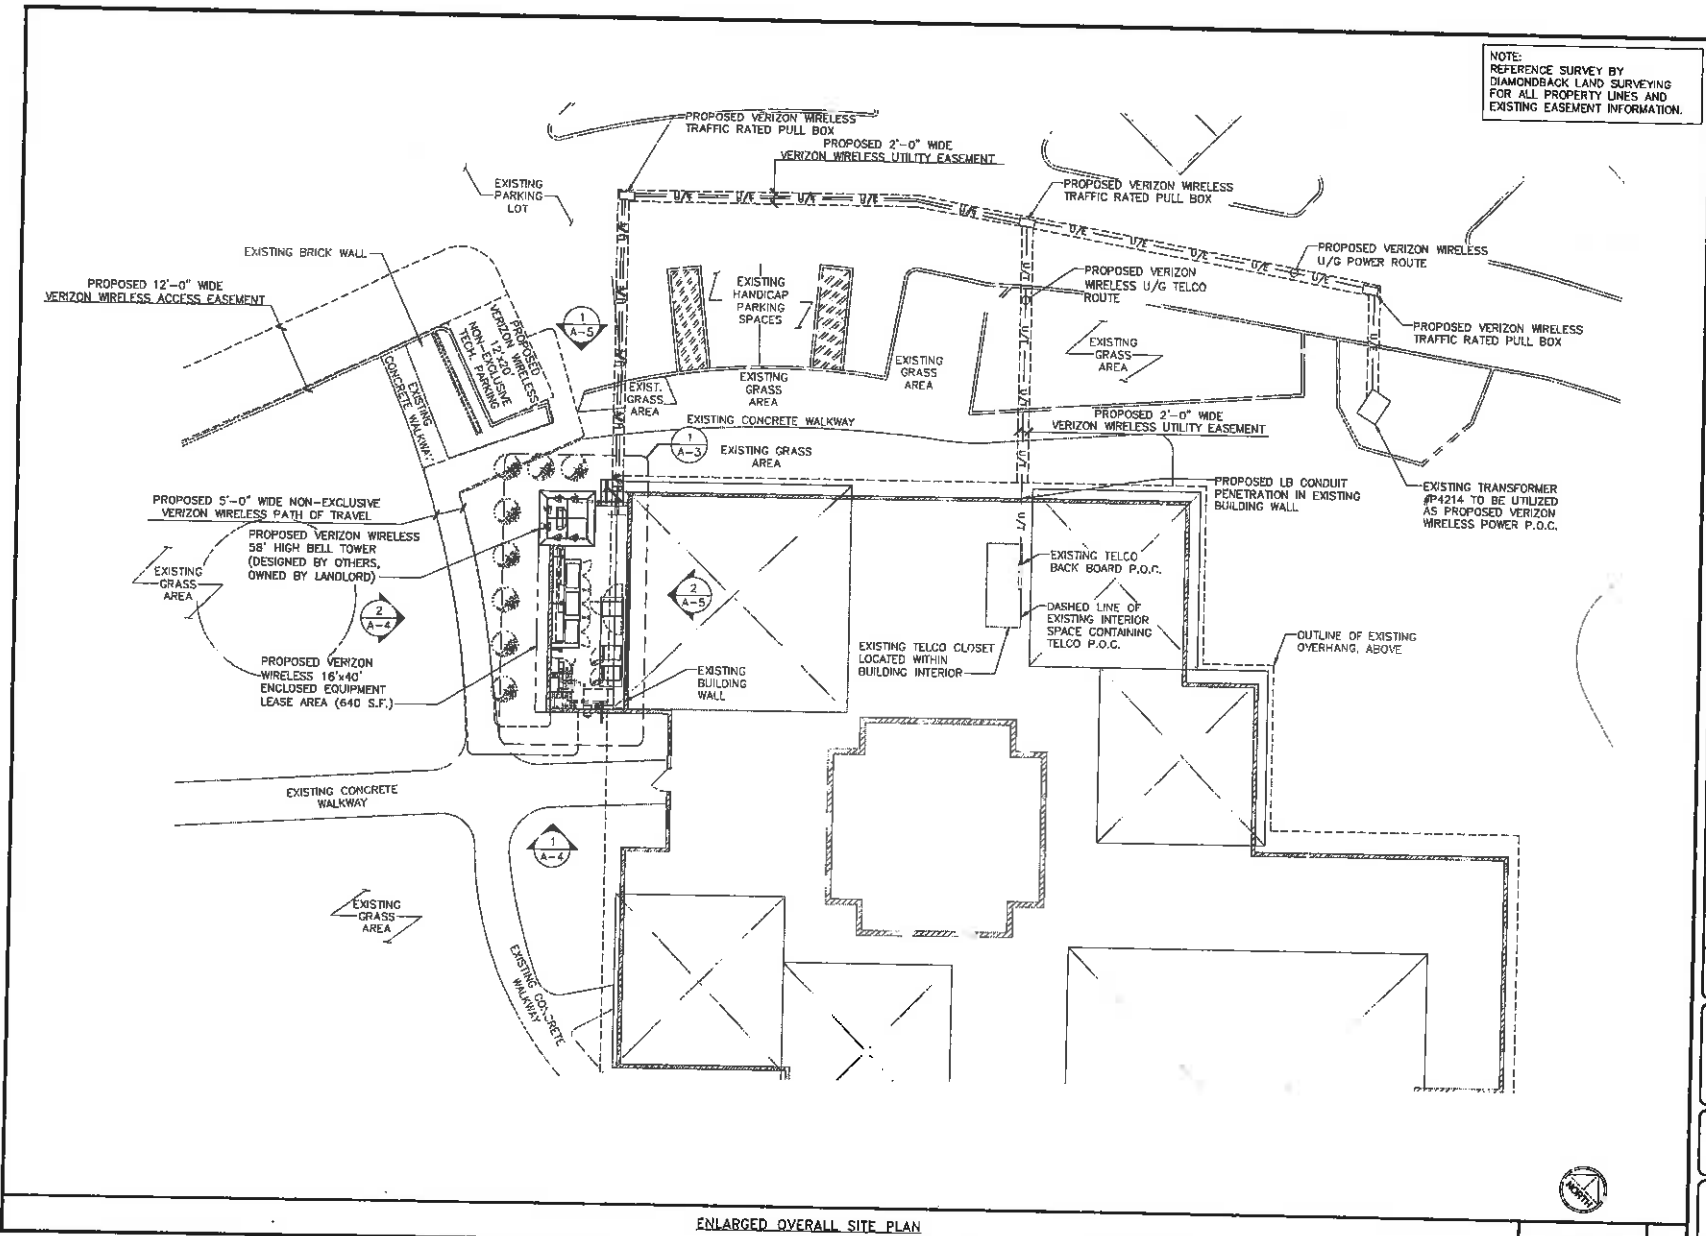 NOTE:
REFERENCE SURVEY BY
DIAMONDBACK LAND SURVEYING
FOR ALL PROPERTY LINES AND
EXISTING EASEMENT INFORMATION.
PROPOSED VERIZON WIRELESS
TRAFFIC RATED PULL BOX
PROPOSED 2'-0" WIDE
VERIZON WIRELESS UTILITY EASEMENT
EXISTING
PARKING
LOT
PROPOSED VERIZON WIRELESS
TRAFFIC RATED PULL BOX
U/E U/E U/E U/E U/E U/E U/E U/E U/E U/E
EXISTING BRICK WALL
PROPOSED VERIZON WIRELESS
U/G POWER ROUTE
PROPOSED 12'-0" WIDE
VERIZON WIRELESS ACCESS EASEMENT
EXISTING
HANDICAP
PARKING
SPACES
PROPOSED VERIZON
WIRELESS U/G TELCO
ROUTE
1
A-5
PROPOSED
VERIZON WIRELESS
12'x20'
NON-EXCLUSIVE
TECH. PARKING
PROPOSED VERIZON WIRELESS
TRAFFIC RATED PULL BOX
EXISTING
GRASS
AREA
EXISTING
GRASS
AREA
EXISTING
CONCRETE WALKWAY
EXIST.
GRASS
AREA
EXISTING
GRASS
AREA
EXISTING CONCRETE WALKWAY
PROPOSED 2'-0" WIDE
VERIZON WIRELESS UTILITY EASEMENT
1
A-3
EXISTING GRASS
AREA
PROPOSED LB CONDUIT
PENETRATION IN EXISTING
BUILDING WALL
EXISTING TRANSFORMER
#P4214 TO BE UTILIZED
AS PROPOSED VERIZON
WIRELESS POWER P.O.C.
PROPOSED 5'-0" WIDE NON-EXCLUSIVE
VERIZON WIRELESS PATH OF TRAVEL
PROPOSED VERIZON WIRELESS
58' HIGH BELL TOWER
(DESIGNED BY OTHERS,
OWNED BY LANDLORD)
EXISTING
GRASS
AREA
2
A-4
2
A-5
EXISTING TELCO
BACK BOARD P.O.C.
DASHED LINE OF
EXISTING INTERIOR
SPACE CONTAINING
TELCO P.O.C.
EXISTING TELCO CLOSET
LOCATED WITHIN
BUILDING INTERIOR
OUTLINE OF EXISTING
OVERHANG, ABOVE
PROPOSED VERIZON
WIRELESS 16'x40'
ENCLOSED EQUIPMENT
LEASE AREA (640 S.F.)
EXISTING
BUILDING
WALL
EXISTING CONCRETE
WALKWAY
1
A-4
EXISTING
GRASS
AREA
EXISTING CONCRETE
WALKWAY
NORTH
ENLARGED OVERALL SITE PLAN